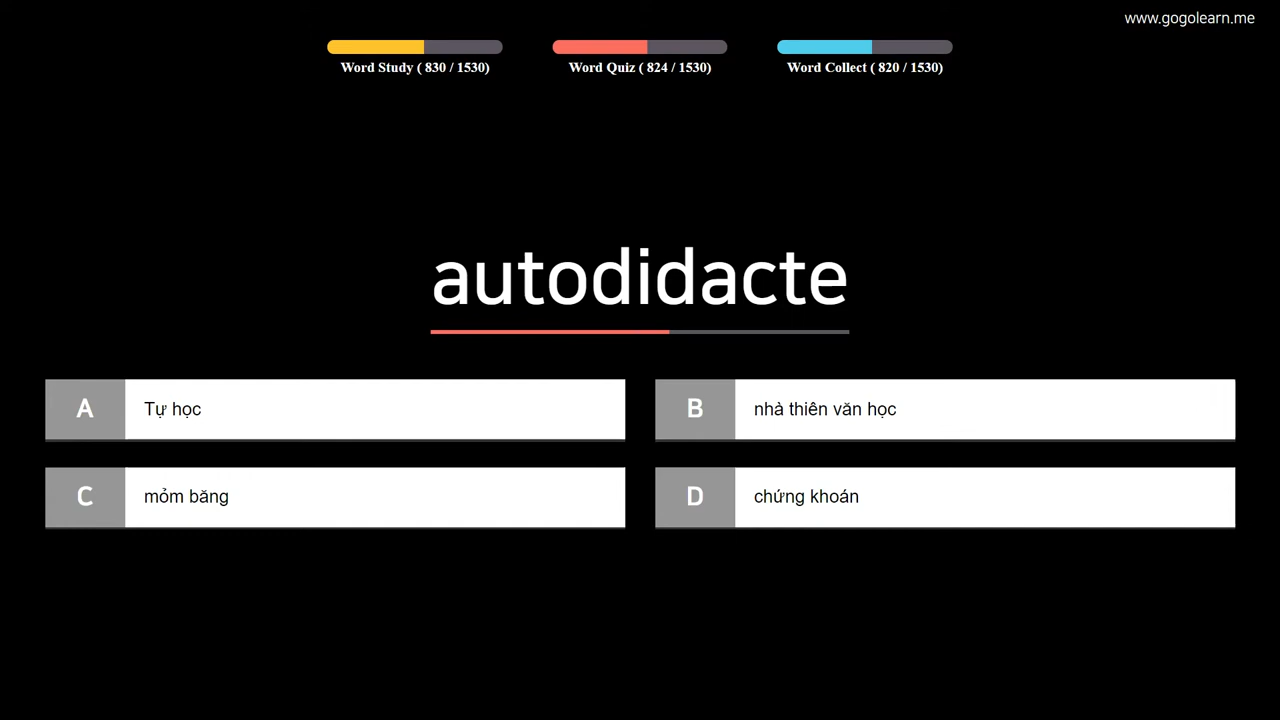 www.gogolearn.me
Word Study ( 830 / 1530)
Word Quiz ( 824 / 1530)
Word Collect ( 820 / 1530)
autodidacte
A Tự học
B nhà thiên văn học
C mỏm băng
D chứng khoán